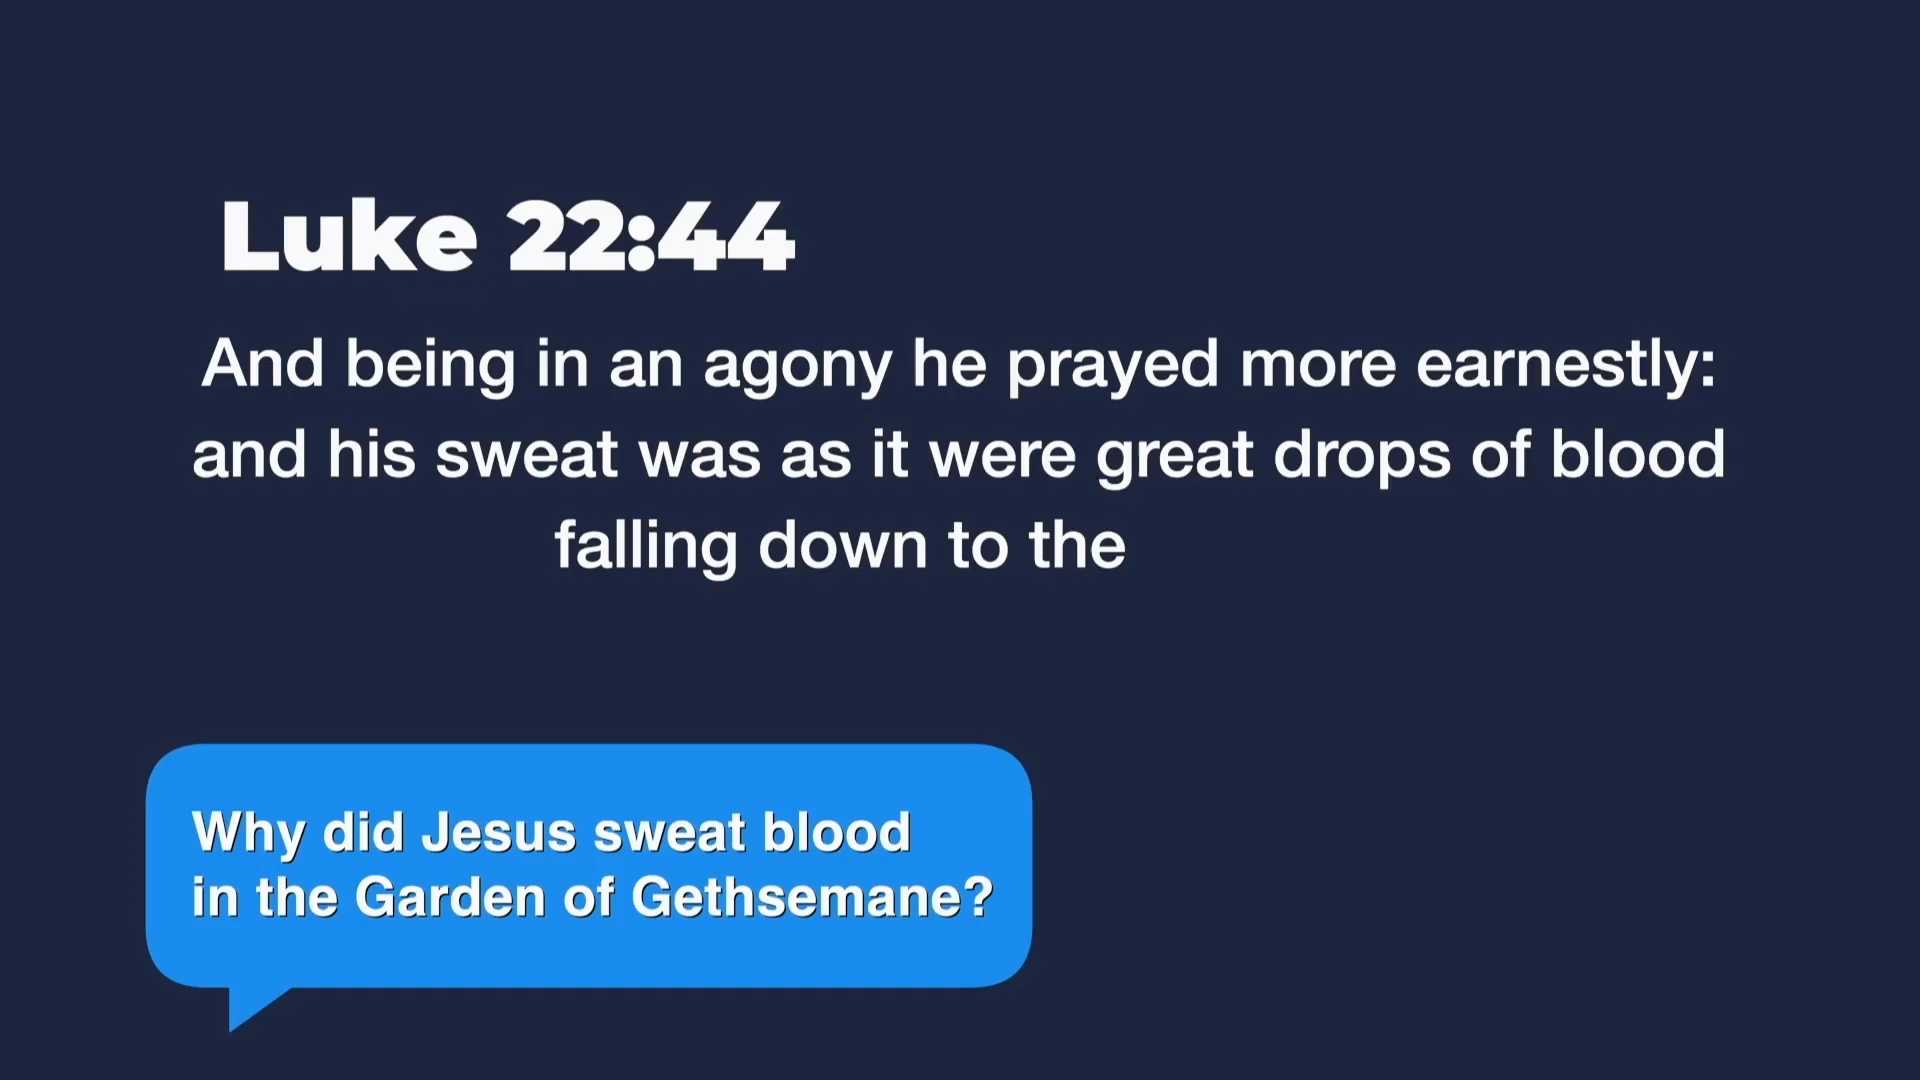 Luke 22:44
And being in an agony he prayed more earnestly:
and his sweat was as it were great drops of blood
falling down to the
Why did Jesus sweat blood
in the Garden of Gethsemane?